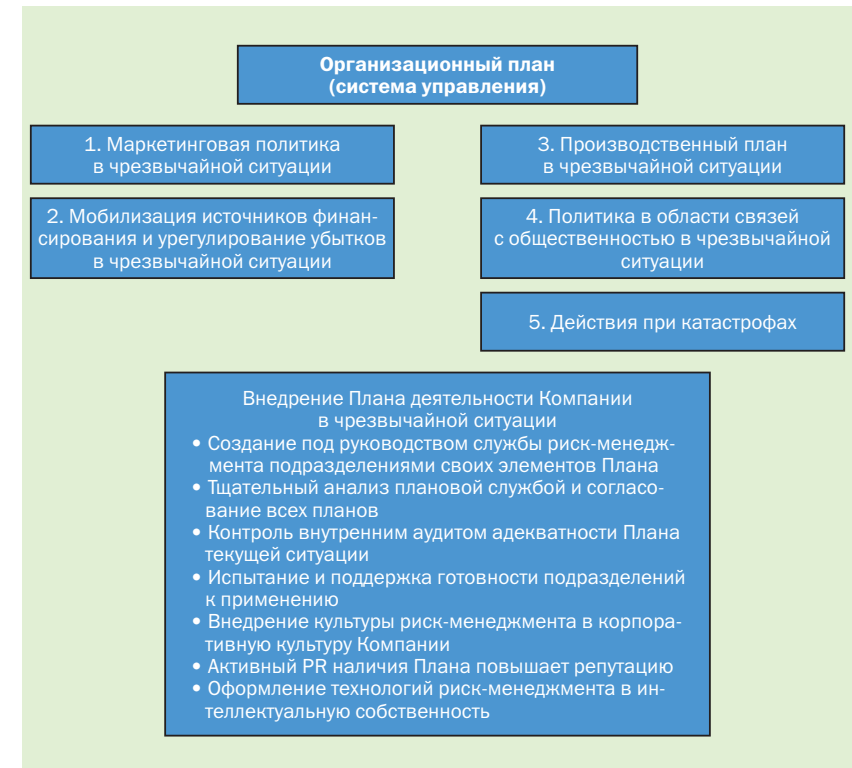 Организационный план
(система управления)
1. Маркетинговая политика
в чрезвычайной ситуации
2. Мобилизация источников финан-
сирования и урегулирование убытков
в чрезвычайной ситуации
3. Производственный план
в чрезвычайной ситуации
4. Политика в области связей
с общественностью в чрезвычайной
ситуации
5. Действия при катастрофах
Внедрение Плана деятельности Компании
в чрезвычайной ситуации
• Создание под руководством службы риск-менедж-
мента подразделениями своих элементов Плана
• Тщательный анализ плановой службой и согласо-
вание всех планов
• Контроль внутренним аудитом адекватности Плана
текущей ситуации
• Испытание и поддержка готовности подразделений
к применению
• Внедрение культуры риск-менеджмента в корпора-
тивную культуру Компании
• Активный PR наличия Плана повышает репутацию
• Оформление технологий риск-менеджмента в ин-
теллектуальную собственность